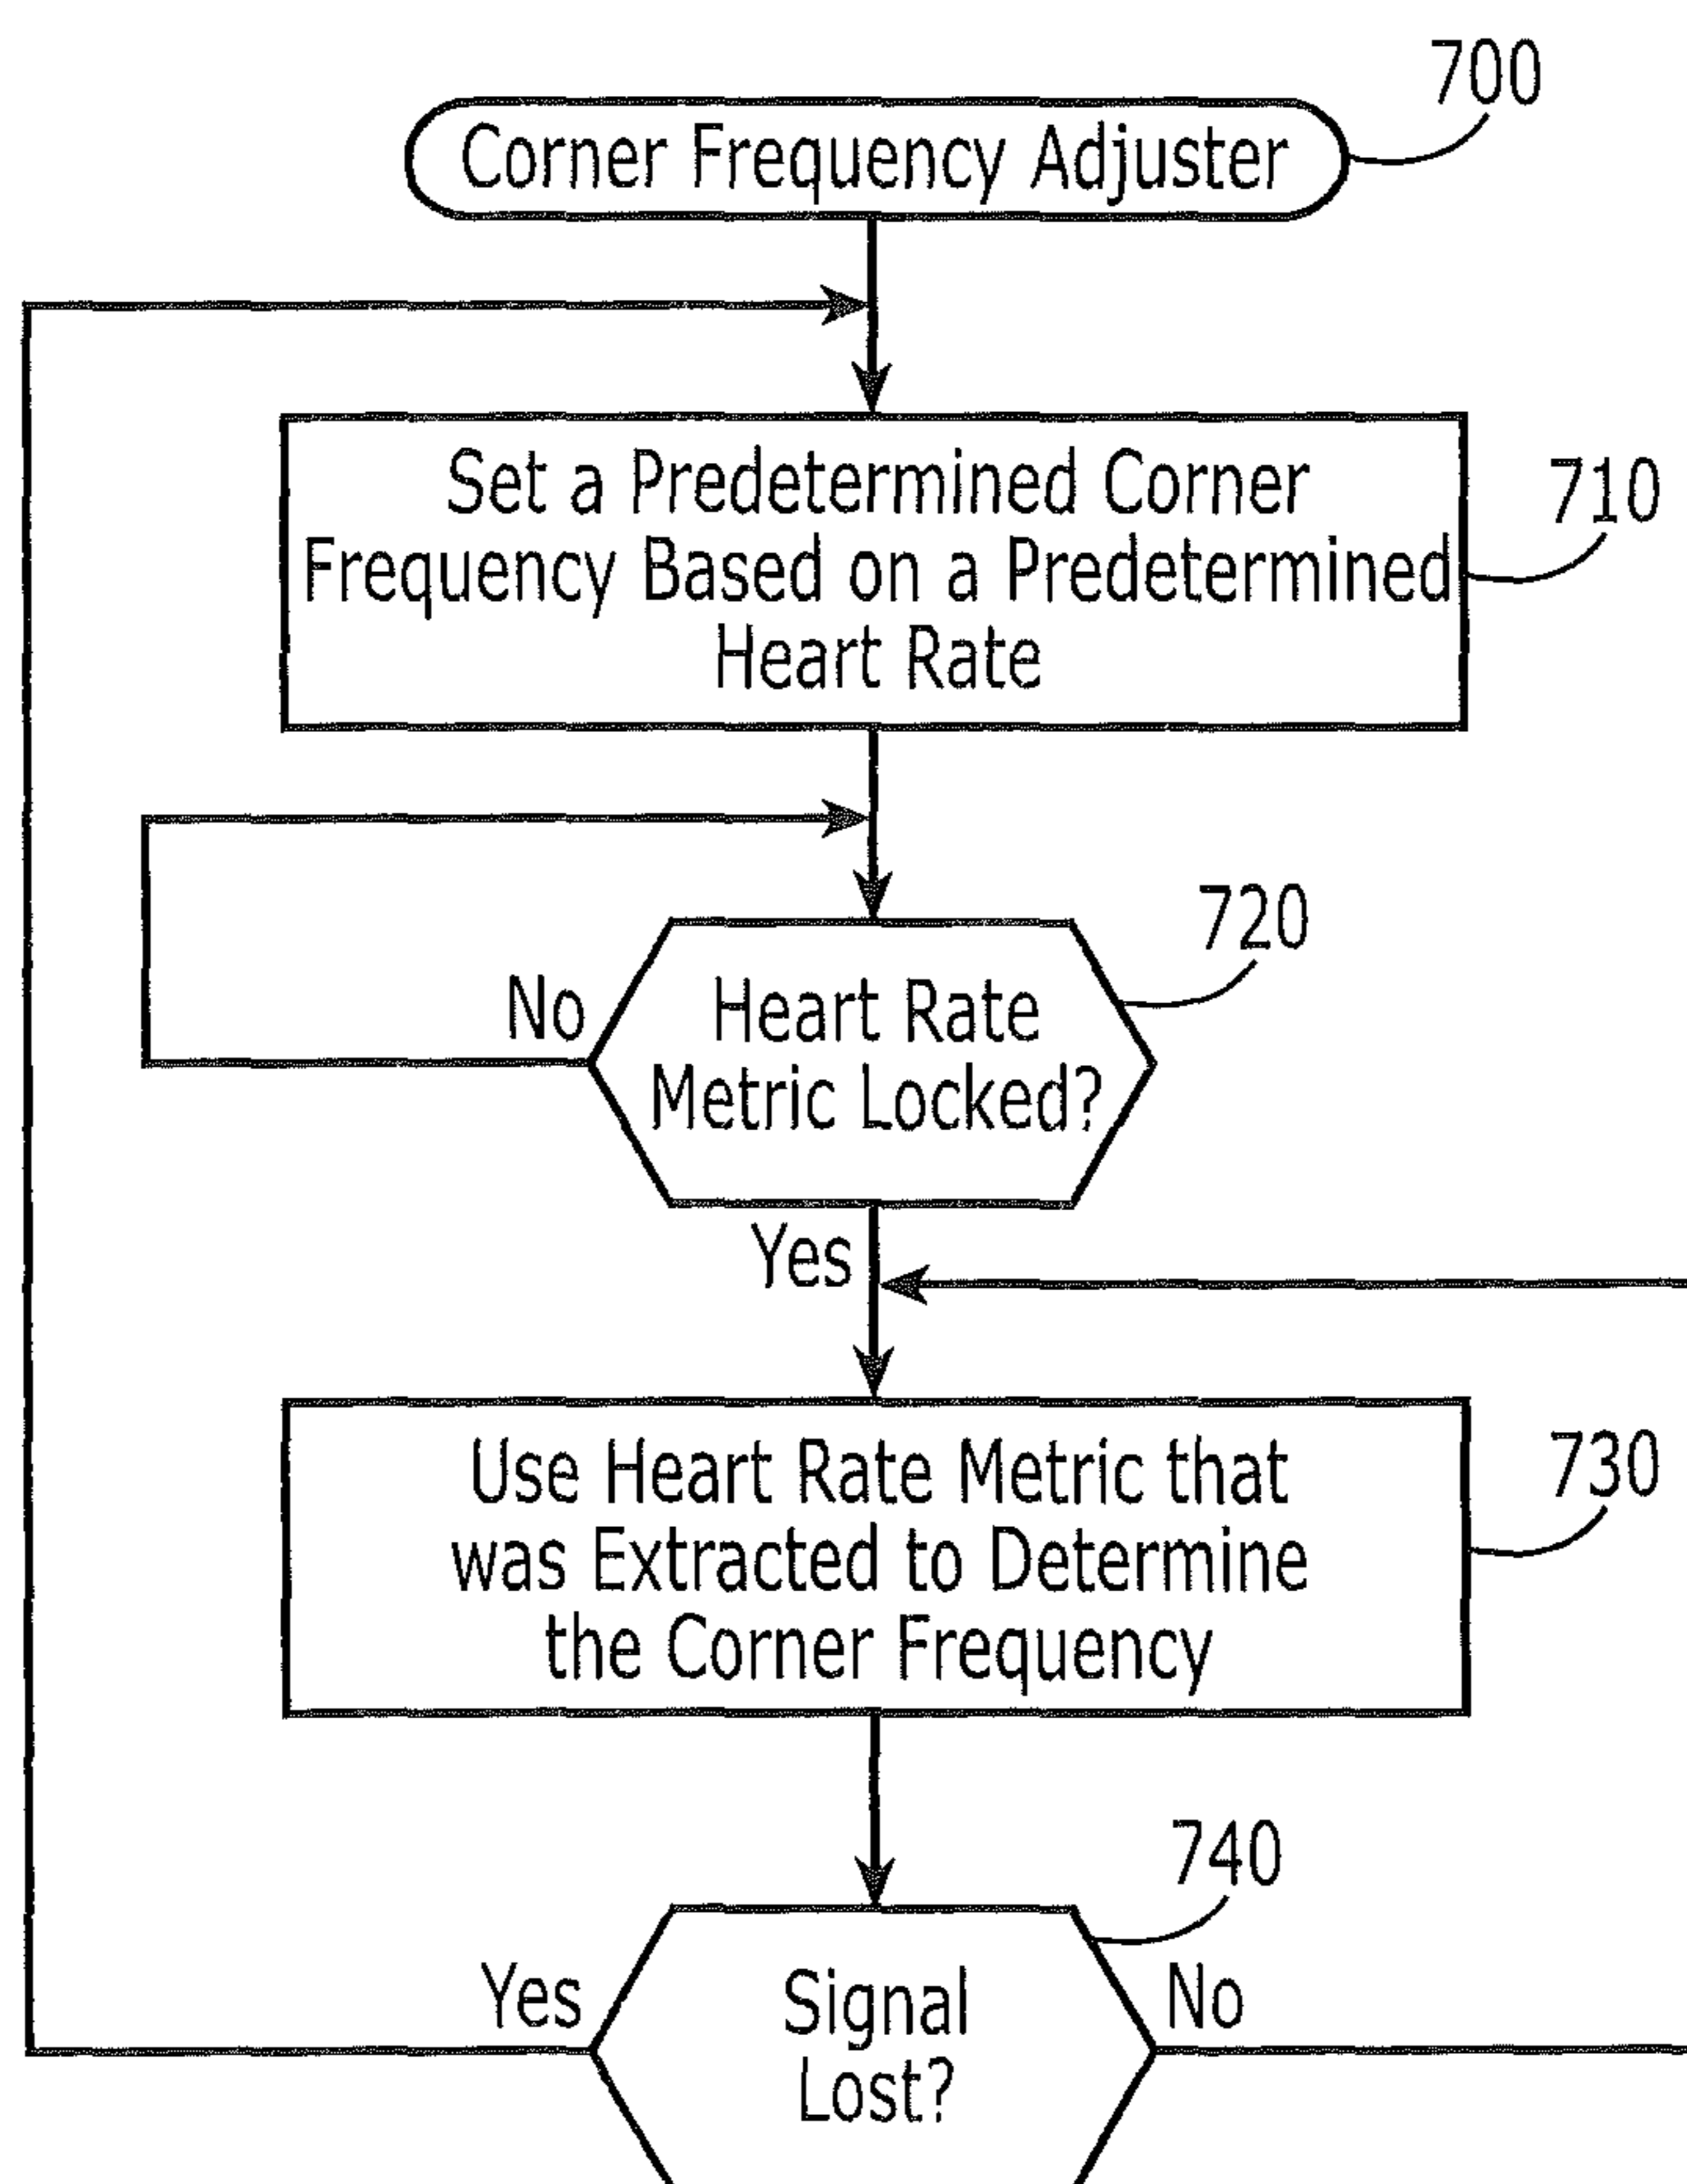 700
Corner Frequency Adjuster
Set a Predetermined Corner
Frequency Based on a Predetermined
Heart Rate
710
720
No
Heart Rate
Metric Locked?
Yes
Use Heart Rate Metric that
was Extracted to Determine
the Corner Frequency
730
740
Yes
Signal
Lost?
No